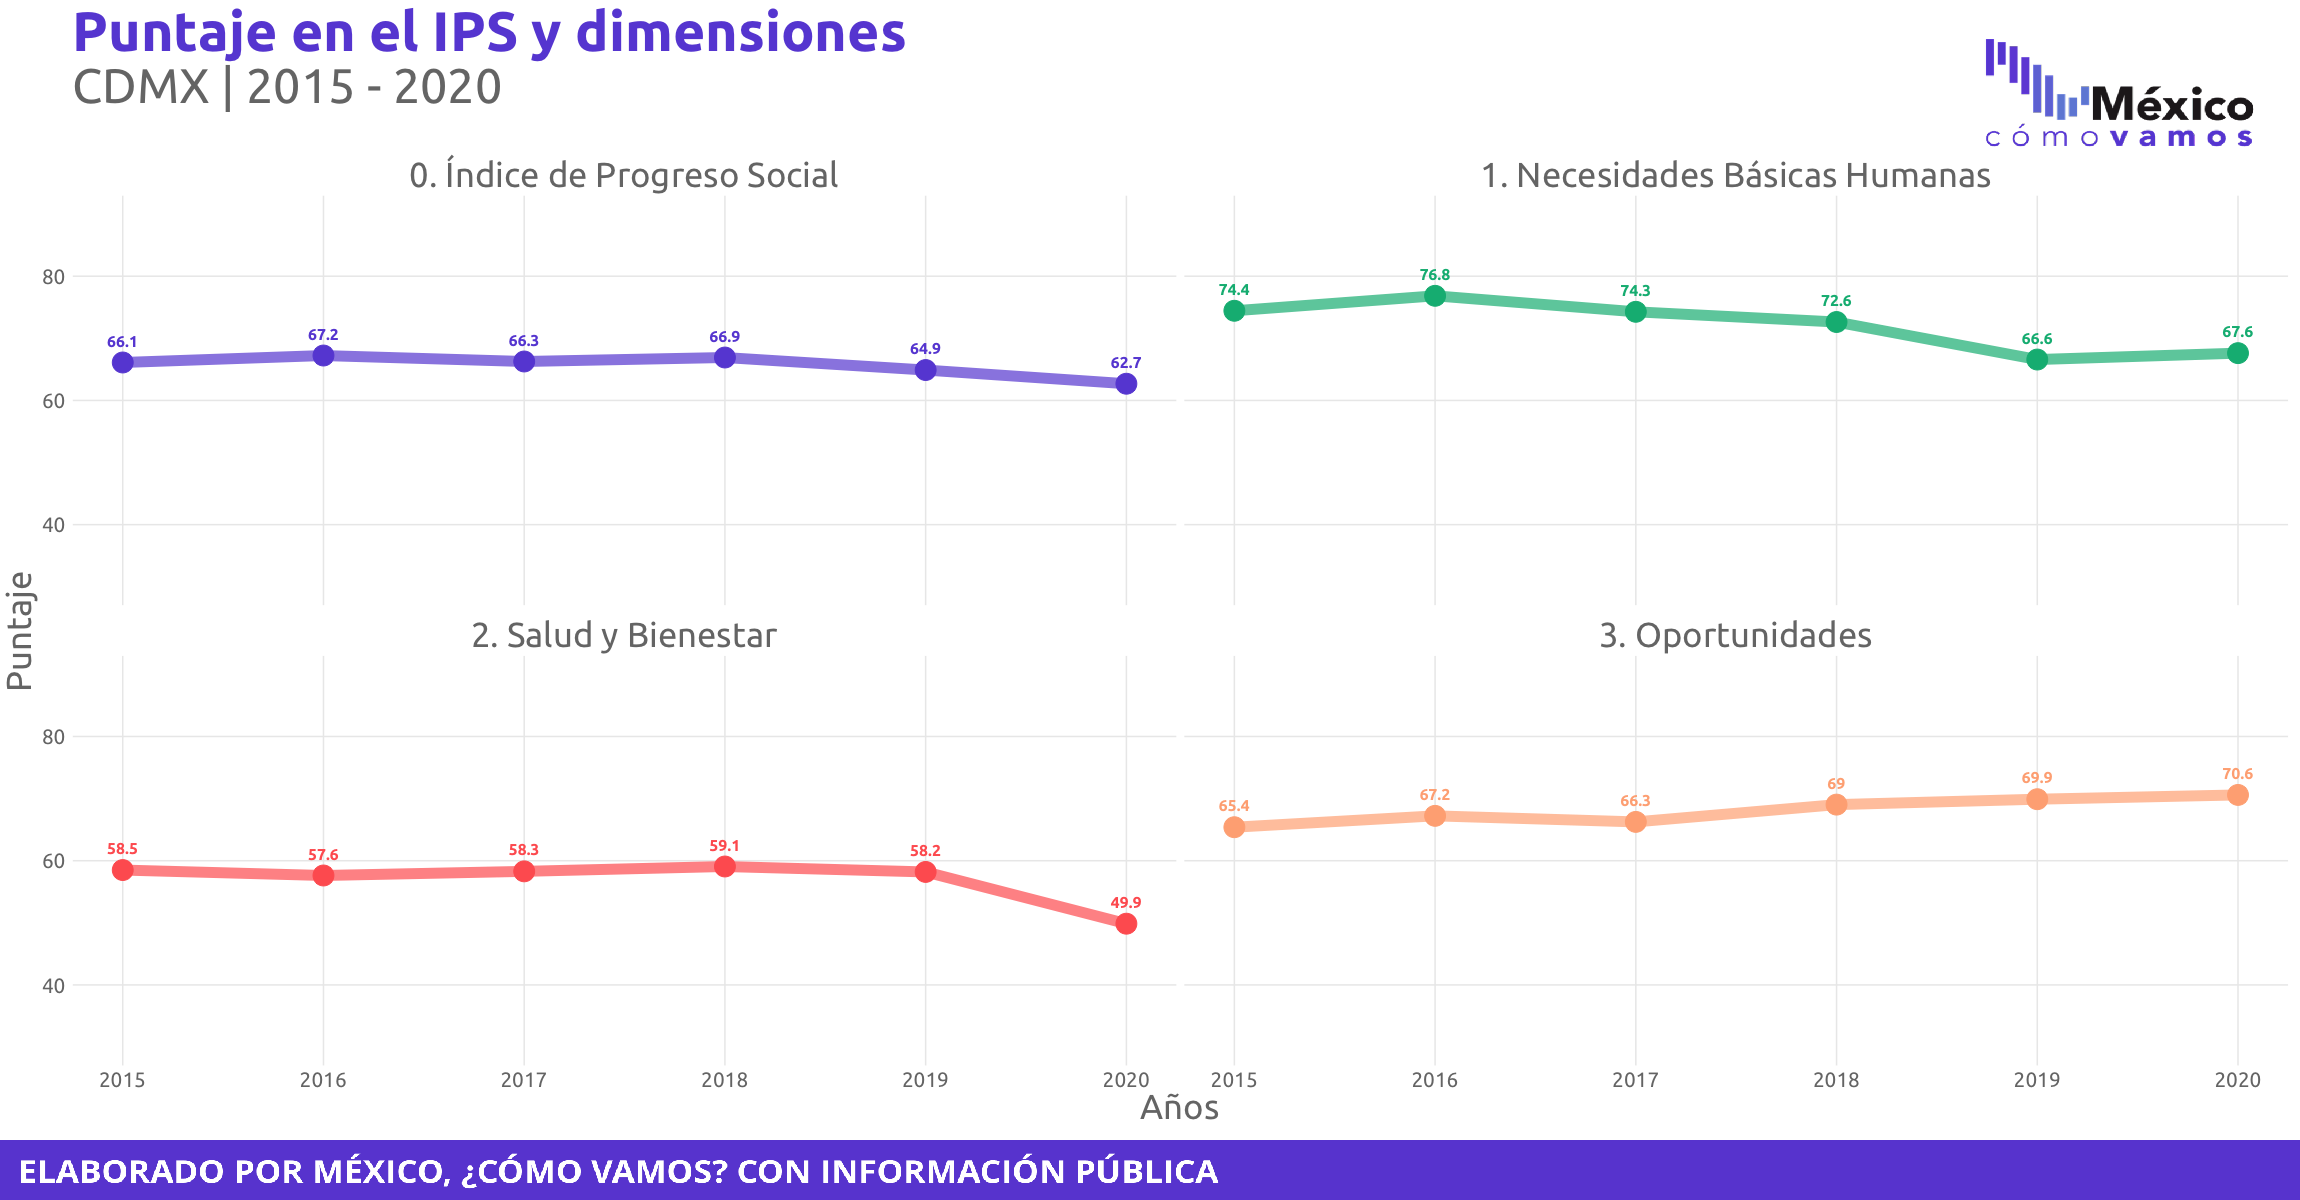 Puntaje en el IPS y dimensiones
CDMX | 2015 - 2020
México
cómo vamos
0. Índice de Progreso Social
1. Necesidades Básicas Humanas
80
60
40
66.1
67.2
66.3
66.9
64.9
62.7
74.4
76.8
74.3
72.6
66.6
67.6
Puntaje
2. Salud y Bienestar
3. Oportunidades
80
60
40
58.5
57.6
58.3
59.1
58.2
49.9
65.4
67.2
66.3
69
69.9
70.6
2015 2016 2017 2018 2019 2020 2015 2016 2017 2018 2019 2020
Años
ELABORADO POR MÉXICO, ¿CÓMO VAMOS? CON INFORMACIÓN PÚBLICA